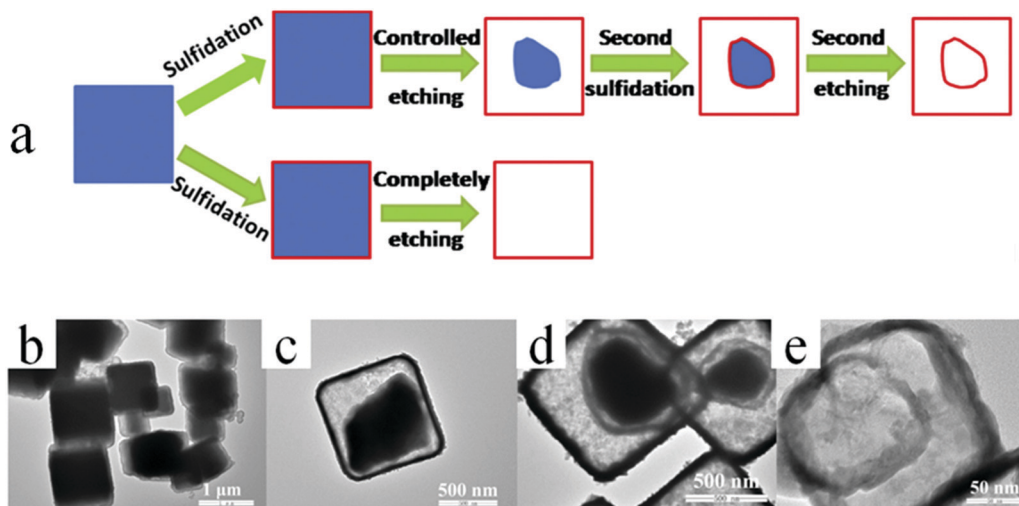 a
Sulfidation
Controlled
etching
Second
sulfidation
Second
etching
Sulfidation
Completely
etching
b
1 μm
c
500 nm
d
500 nm
e
50 nm